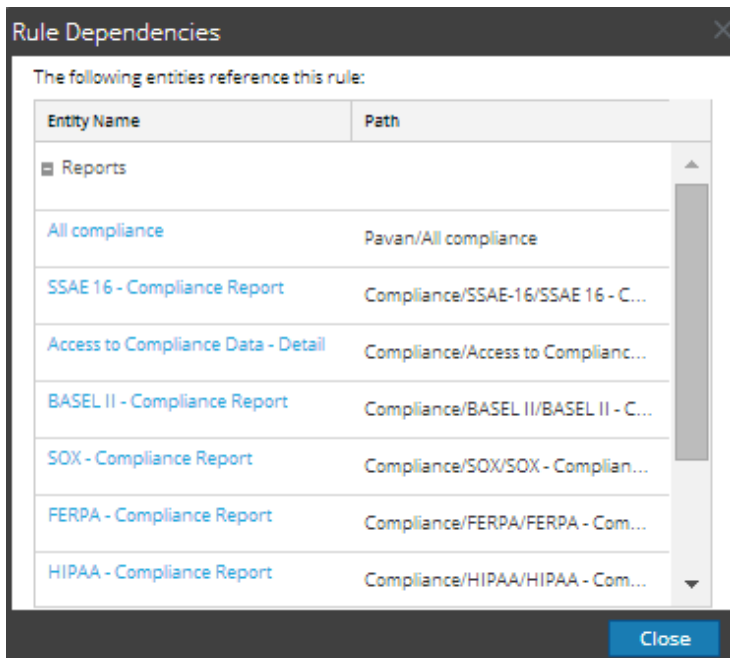 Rule Dependencies
The following entities reference this rule:
Entity Name Path
Reports
All compliance Pavan/All compliance
SSAE 16 - Compliance Report Compliance/SSAE-16/SSAE 16 - C...
Access to Compliance Data - Detail Compliance/Access to Complianc...
BASEL II - Compliance Report Compliance/BASEL II/BASEL II - C...
SOX - Compliance Report Compliance/SOX/SOX - Complian...
FERPA - Compliance Report Compliance/FERPA/FERPA - Com...
HIPAA - Compliance Report Compliance/HIPAA/HIPAA - Com...
Close